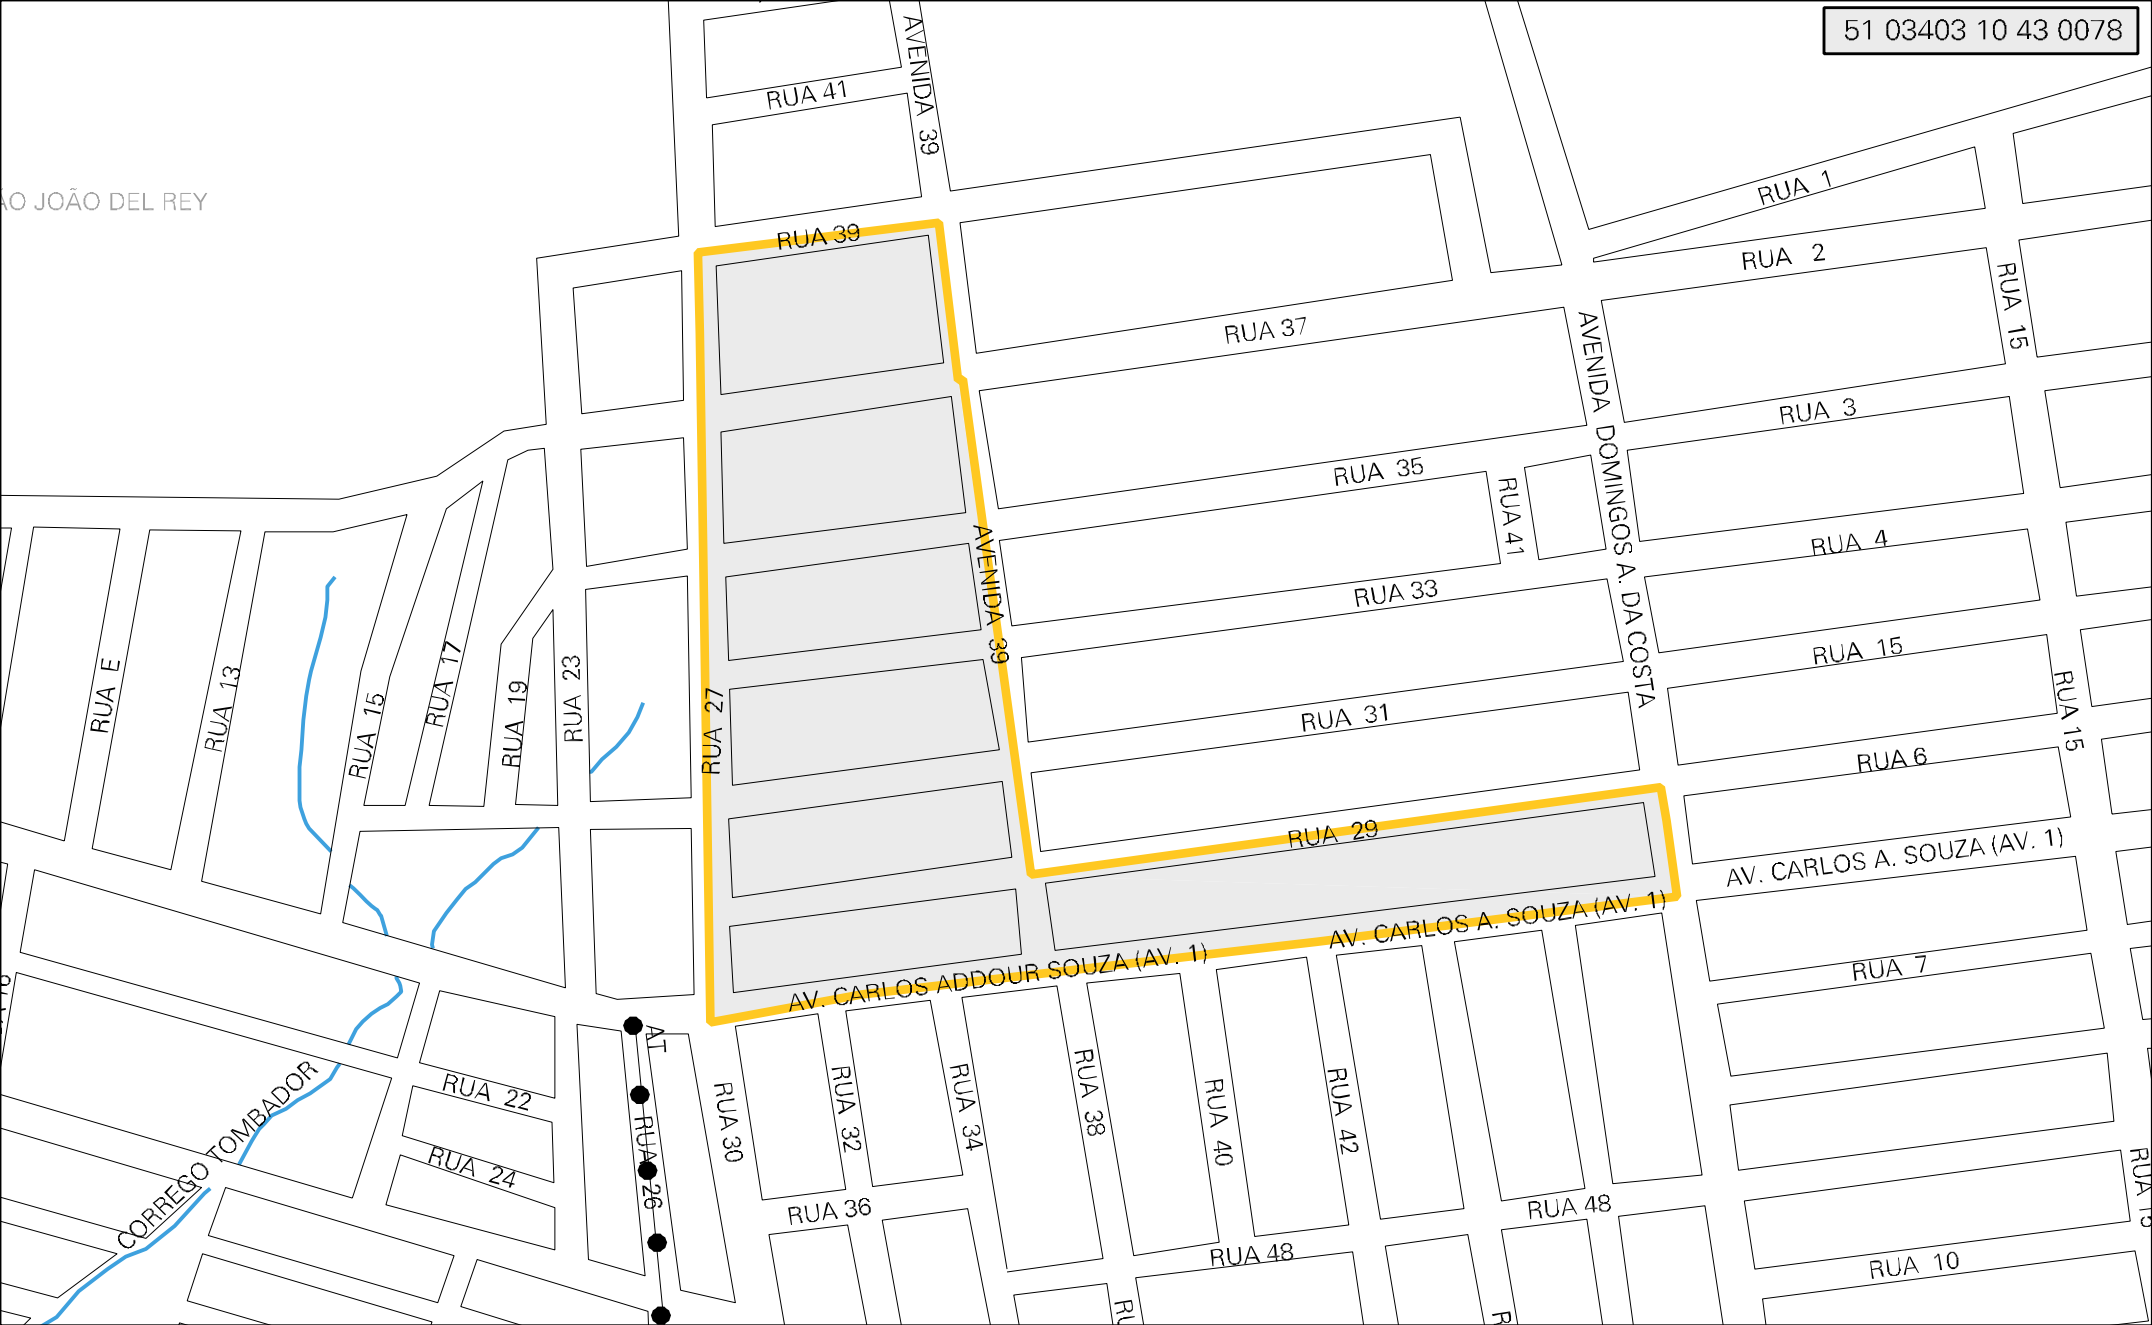 51 03403 10 43 0078
AVENIDA 39
RUA 41
RUA 1
ÃO JOÃO DEL REY
RUA 39
RUA 2
RUA 15
RUA 37
AVENIDA DOMINGOS A. DA COSTA
RUA 3
RUA 35
RUA 41
RUA 4
AVENIDA 39
RUA 33
RUA 15
RUA E
RUA 13
RUA 15
RUA 17
RUA 19
RUA 23
RUA 27
RUA 31
RUA 15
RUA 6
RUA 29
AV. CARLOS A. SOUZA (AV. 1)
AV. CARLOS A. SOUZA (AV. 1)
AV. CARLOS ADDOUR SOUZA (AV. 1)
RUA 7
AT
CORREGO TOMBADOR
RUA 22
RUA 24
RUA 26
RUA 30
RUA 32
RUA 34
RUA 38
RUA 40
RUA 42
RUA 36
RUA 48
RUA 48
RUA 10
RUA 15
RU
R